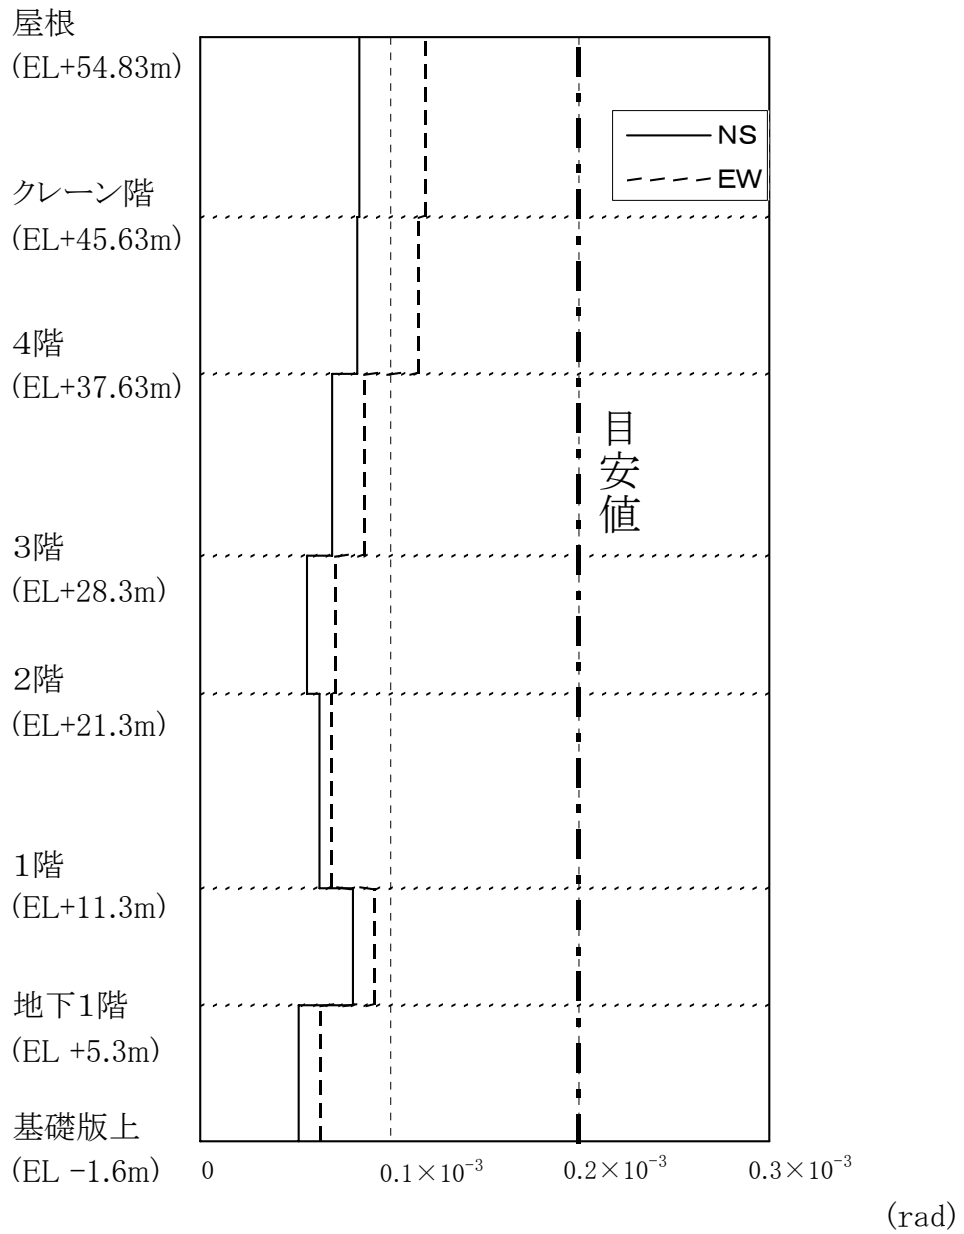 屋根
(EL+54.83m)
NS
EW
クレーン階
(EL+45.63m)
4階
(EL+37.63m)
目安値
3階
(EL+28.3m)
2階
(EL+21.3m)
1階
(EL+11.3m)
地下1階
(EL +5.3m)
基礎版上
(EL -1.6m)
0
0.1×10⁻³
0.2×10⁻³
0.3×10⁻³
(rad)